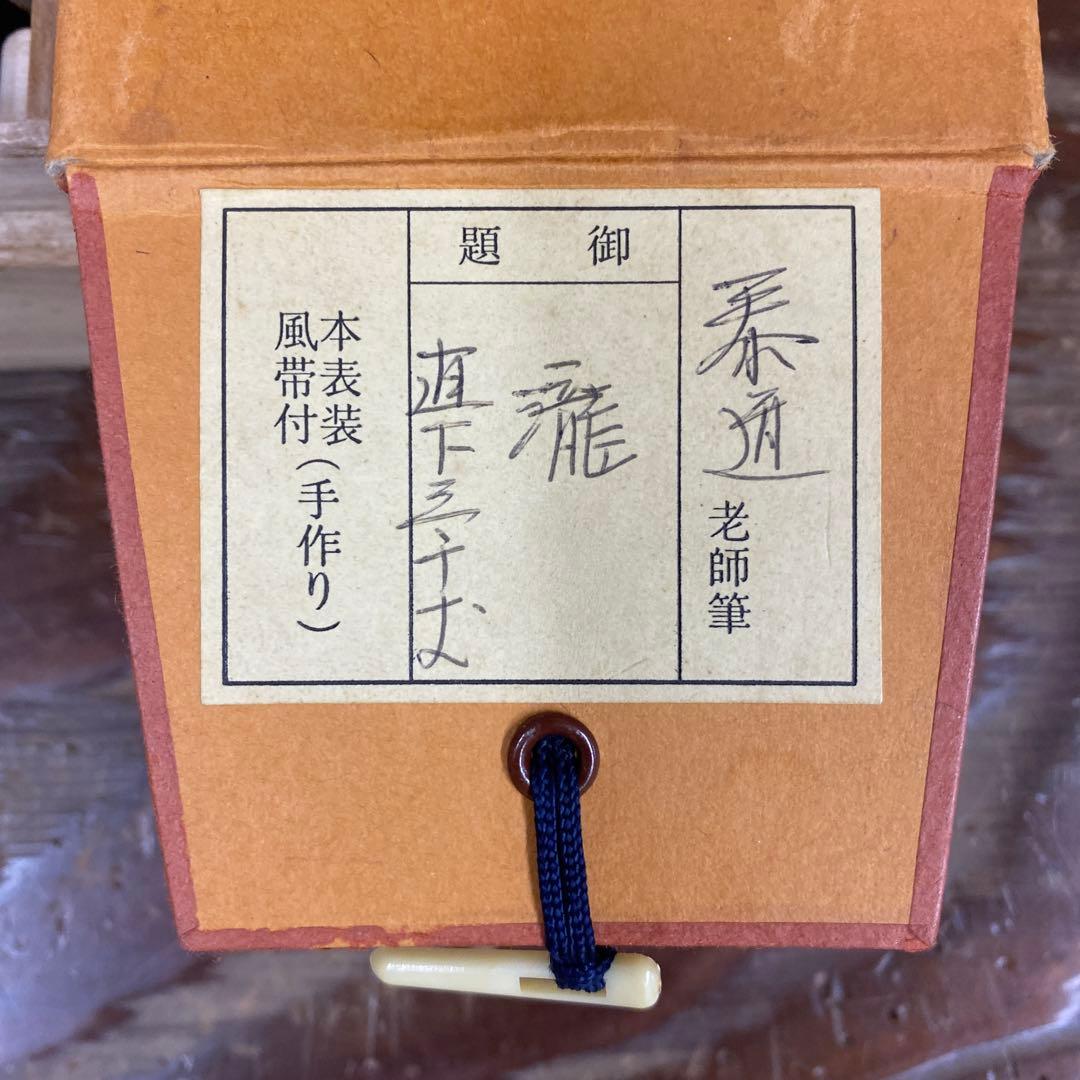 泰道老師筆
御題
瀧
直下三千丈
本表装
風帯付(手作り)